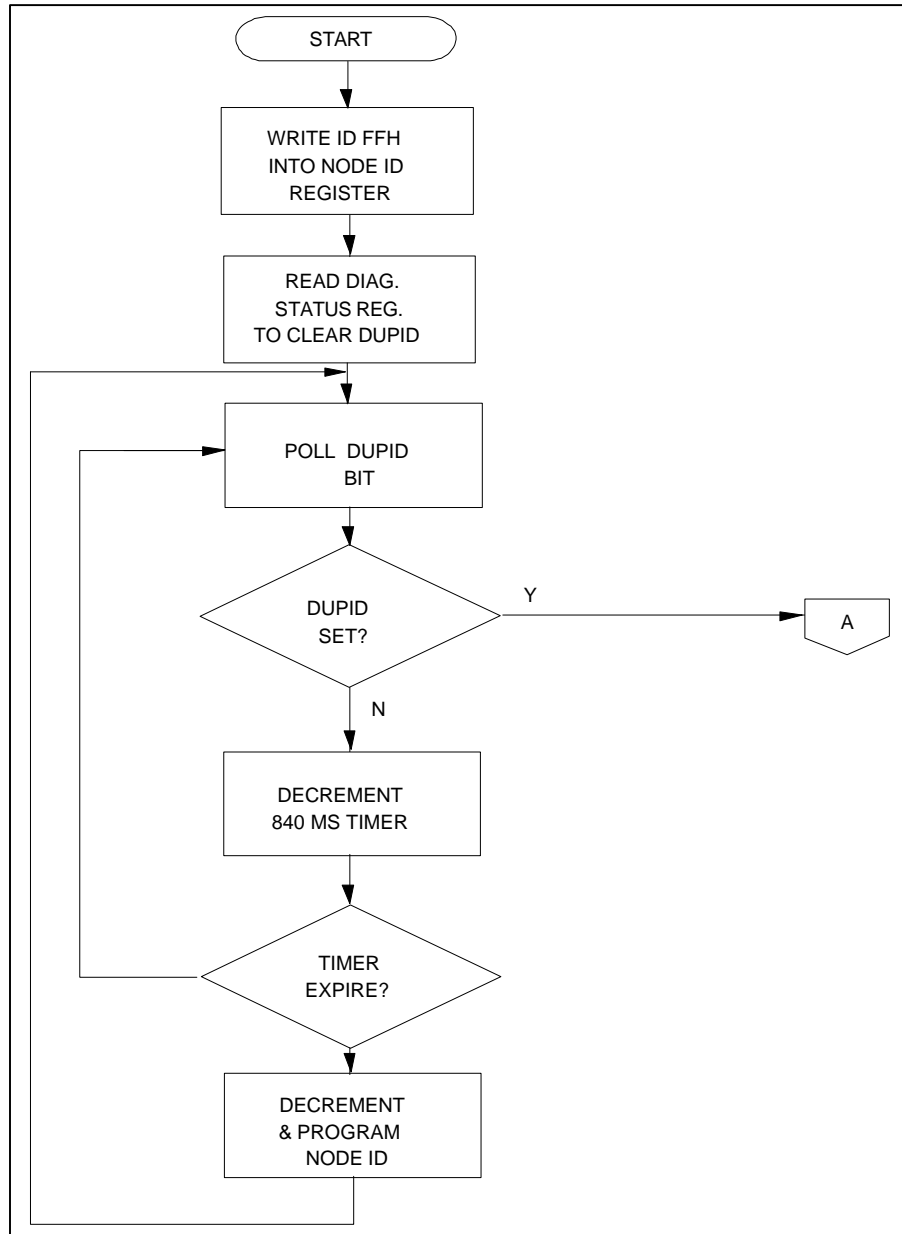 START
WRITE ID FFH
INTO NODE ID
REGISTER
READ DIAG.
STATUS REG.
TO CLEAR DUPID
POLL DUPID
BIT
DUPID
SET?
Y
A
N
DECREMENT
840 MS TIMER
TIMER
EXPIRE?
DECREMENT
& PROGRAM
NODE ID